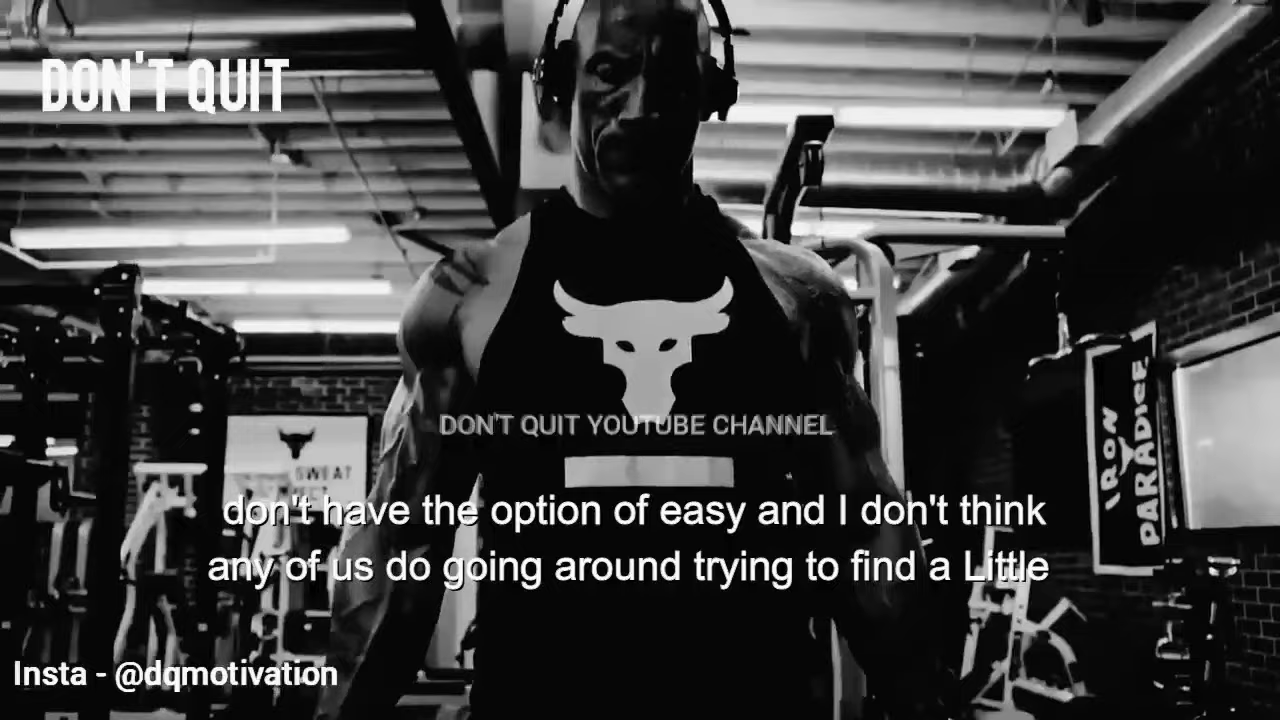 DON'T QUIT
DON'T QUIT YOUTUBE CHANNEL
SWEAT
IRON
PARADISE
don't have the option of easy and I don't think
any of us do going around trying to find a Little
Insta - @dqmotivation